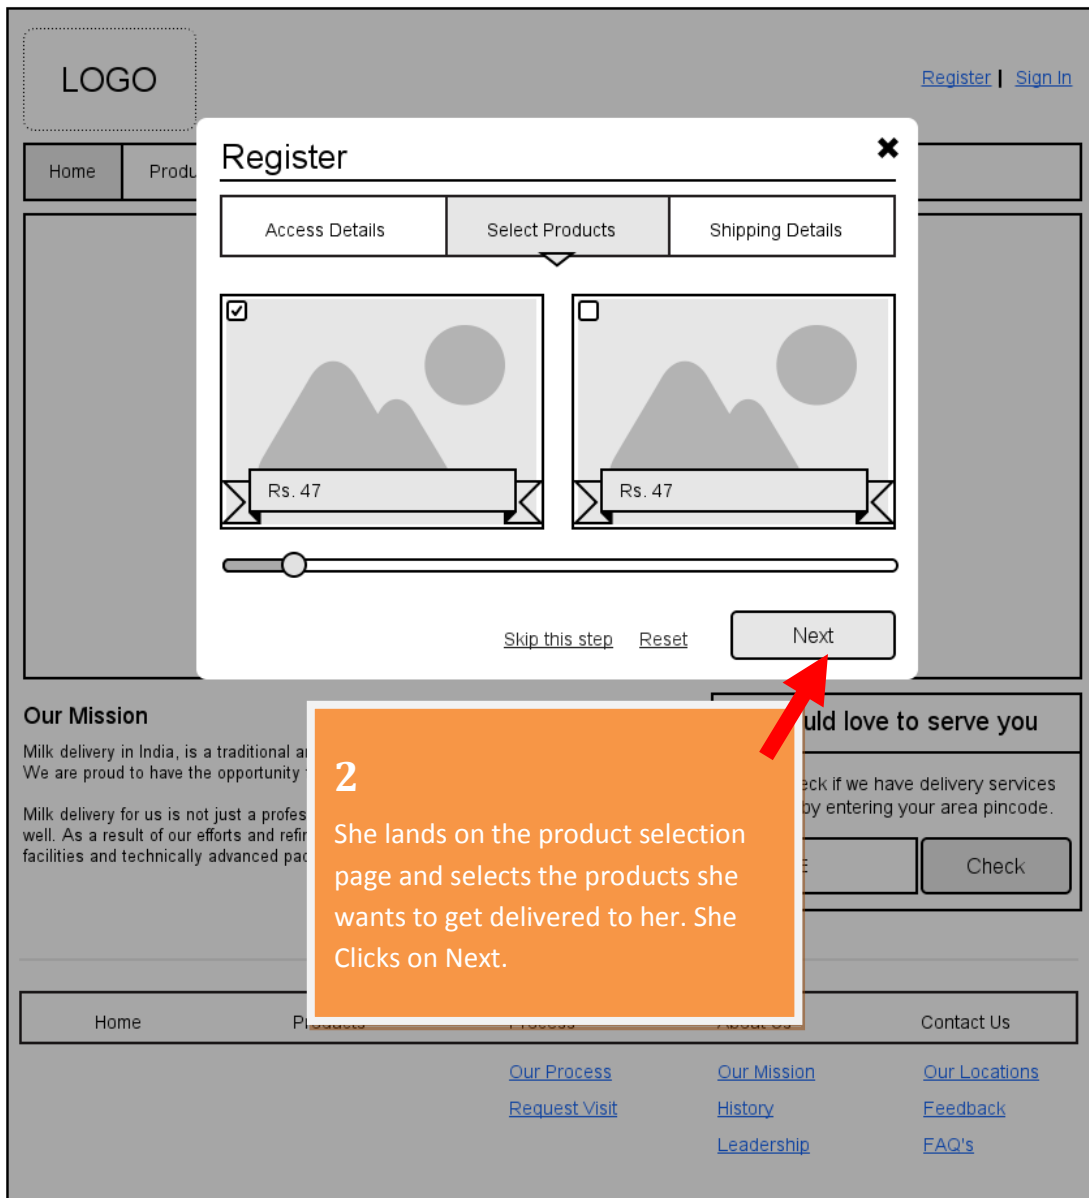 LOGO
Register | Sign In
Home
Register
Access Details
Select Products
Shipping Details
Rs. 47
Rs. 47
Skip this step
Reset
Next
Our Mission
Milk delivery in India, is a traditional
We are proud to have the opportunity
Milk delivery for us is not just a
well. As a result of our efforts and
facilities and technically advanced
love to serve you
if we have delivery services
by entering your area pincode.
Check
2
She lands on the product selection
page and selects the products she
wants to get delivered to her. She
Clicks on Next.
Home
Contact Us
Our Process
Our Mission
Our Locations
Request Visit
History
Feedback
Leadership
FAQ's